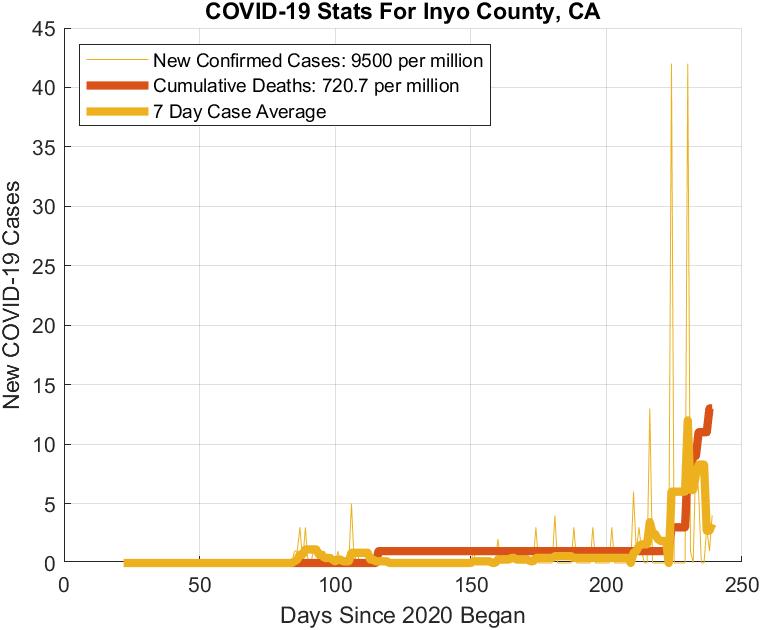 COVID-19 Stats For Inyo County, CA
New Confirmed Cases: 9500 per million
Cumulative Deaths: 720.7 per million
7 Day Case Average
New COVID-19 Cases
45
40
35
30
25
20
15
10
5
0
0 50 100 150 200 250
Days Since 2020 Began